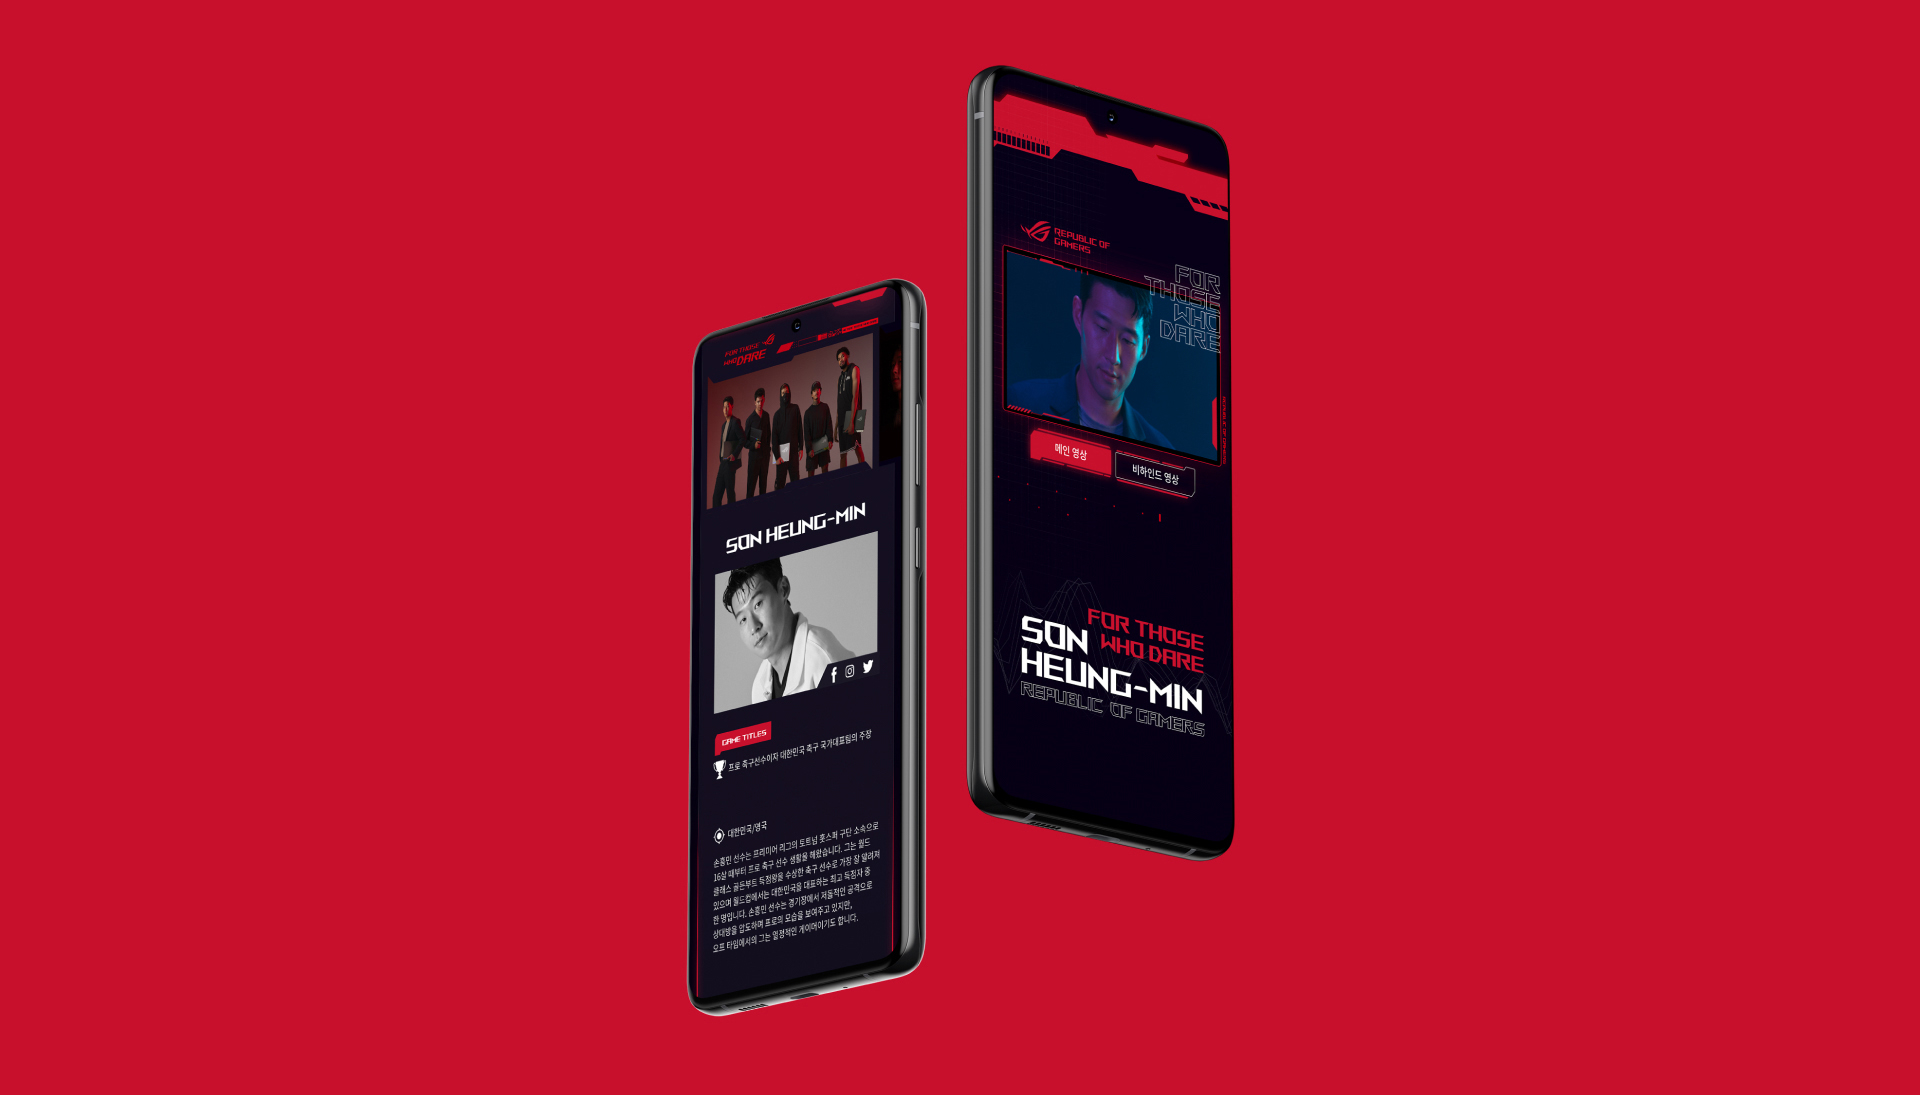 FOR THOSE
WHO DARE
SON HEUNG-MIN
GAME TITLES
프로 축구선수이자 대한민국 축구 국가대표팀의 주장
대한민국/영국
손흥민 선수는 프리미어 리그의 토트넘 홋스퍼 구단 소속으로
16살 때부터 프로 축구 선수 생활을 해왔습니다. 그는 월드
클래스 골든부트 득점왕을 수상한 축구 선수로 가장 잘 알려져
있으며 월드컵에서는 대한민국을 대표하는 최고 득점자 중
한 명입니다. 손흥민 선수는 경기장에서 저돌적인 공격으로
상대방을 압도하며 프로의 모습을 보여주고 있지만,
오프 타임에서의 그는 열정적인 게이머이기도 합니다.
REPUBLIC OF
GAMERS
FOR
THOSE
WHO
DARE
메인 영상
비하인드 영상
FOR THOSE
WHO DARE
SON
HEUNG-MIN
REPUBLIC OF GAMERS